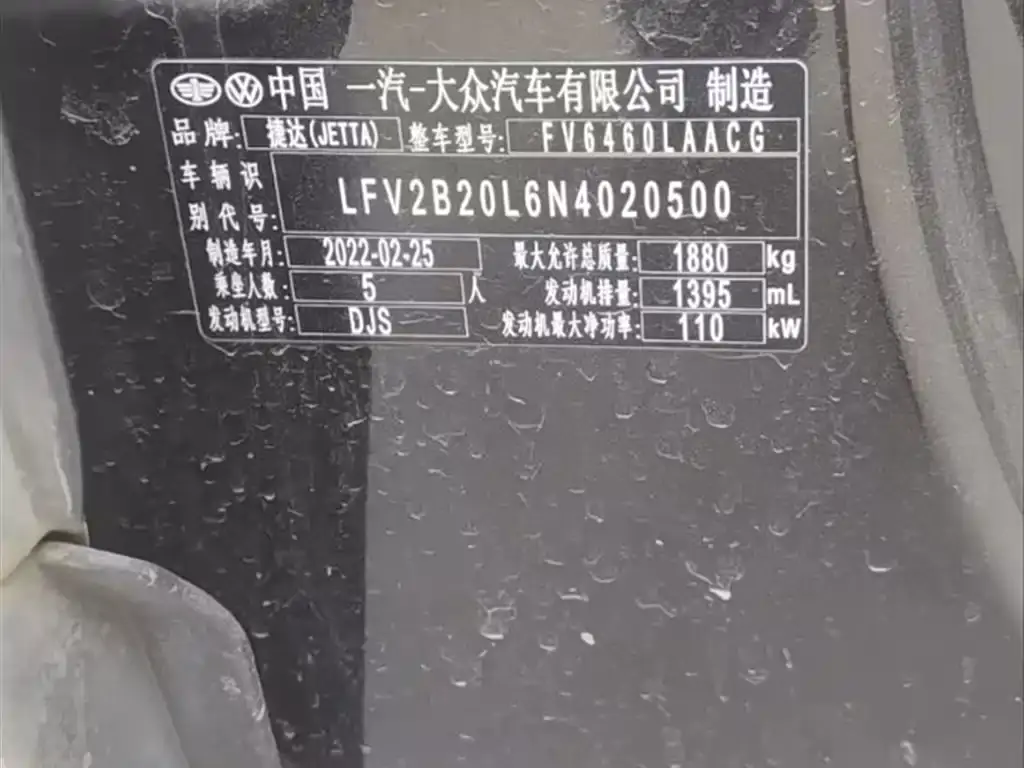 中国 一汽-大众汽车有限公司 制造
品牌: 捷达(JETTA) 整车型号: FV6460LAACG
车辆识别代号: LFV2B20L6N4020500
制造年月: 2022-02-25 最大允许总质量: 1880 kg
乘坐人数: 5 人 发动机排量: 1395 mL
发动机型号: DJS 发动机最大净功率: 110 kW